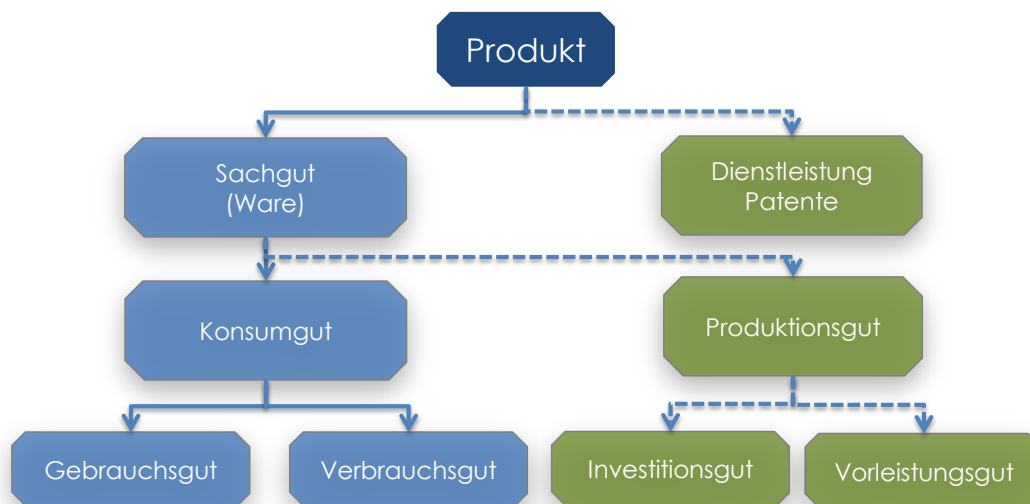 Produkt
Sachgut
(Ware)
Dienstleistung
Patente
Konsumgut
Produktionsgut
Gebrauchsgut
Verbrauchsgut
Investitionsgut
Vorleistungsgut